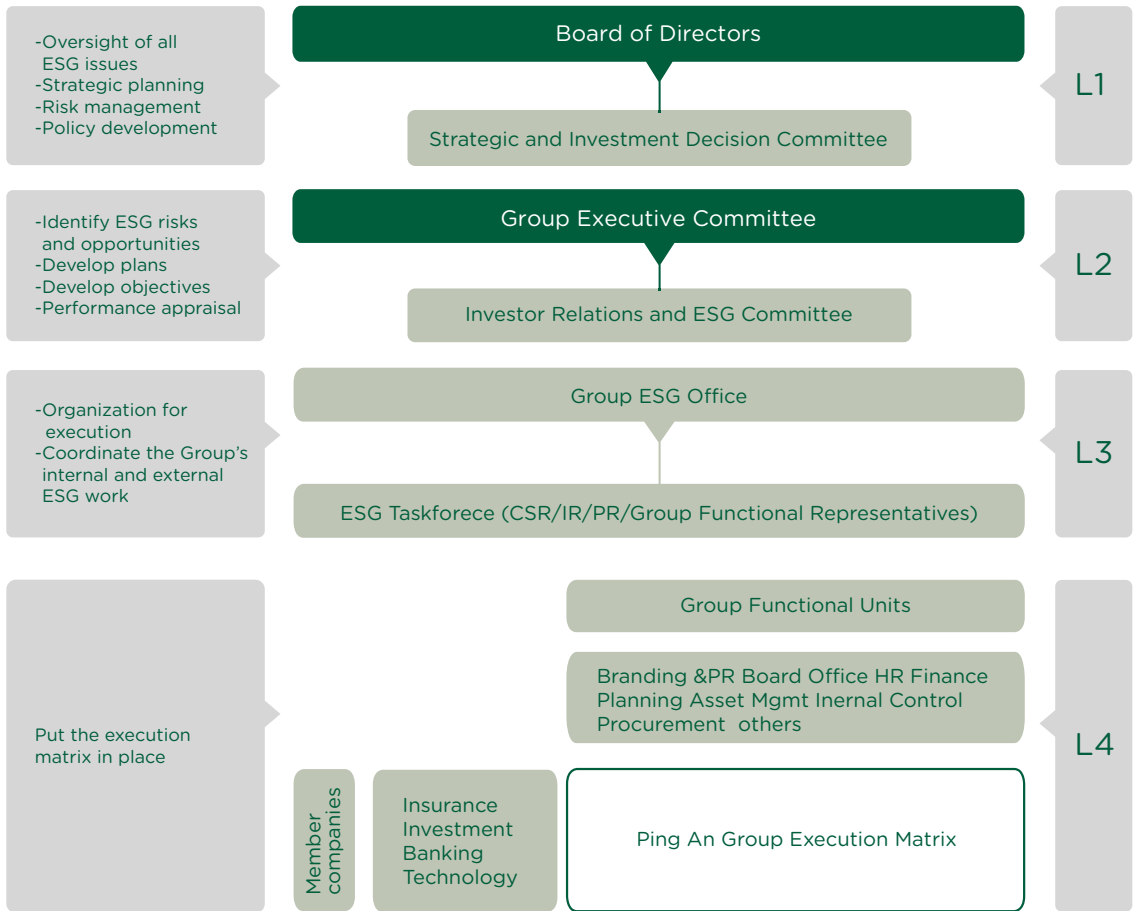 -Oversight of all
ESG issues
-Strategic planning
-Risk management
-Policy development
Board of Directors
Strategic and Investment Decision Committee
L1
-Identify ESG risks
and opportunities
-Develop plans
-Develop objectives
-Performance appraisal
Group Executive Committee
Investor Relations and ESG Committee
L2
-Organization for
execution
-Coordinate the Group's
internal and external
ESG work
Group ESG Office
ESG Taskforece (CSR/IR/PR/Group Functional Representatives)
L3
Put the execution
matrix in place
Group Functional Units
Branding &PR Board Office HR Finance
Planning Asset Mgmt Inernal Control
Procurement others
Member
companies
Insurance
Investment
Banking
Technology
Ping An Group Execution Matrix
L4